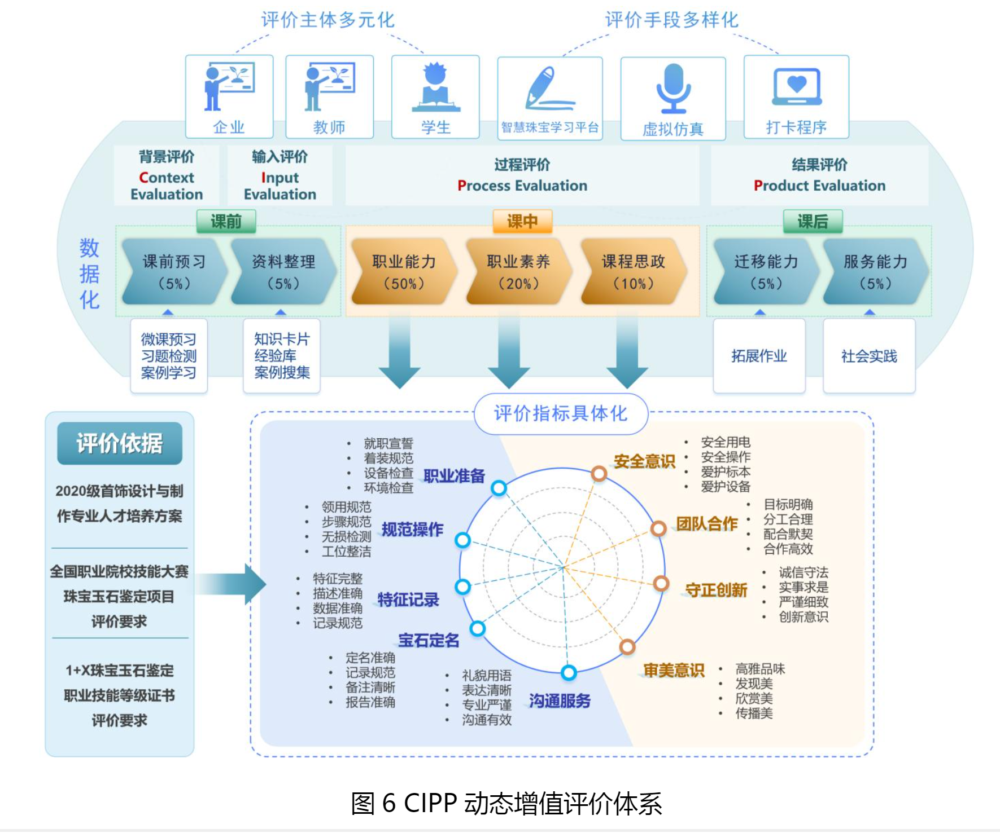 评价主体多元化
评价手段多样化
企业
教师
学生
智慧珠宝学习平台
虚拟仿真
打卡程序
背景评价
Context
Evaluation
输入评价
Input
Evaluation
过程评价
Process Evaluation
结果评价
Product Evaluation
数据化
课前
课中
课后
课前预习
(5%)
资料整理
(5%)
职业能力
(50%)
职业素养
(20%)
课程思政
(10%)
迁移能力
(5%)
服务能力
(5%)
微课预习
习题检测
案例学习
知识卡片
经验库
案例搜集
拓展作业
社会实践
评价依据
2020级首饰设计与制
作专业人才培养方案
全国职业院校技能大赛
珠宝玉石鉴定项目
评价要求
1+X珠宝玉石鉴定
职业技能等级证书
评价要求
评价指标具体化
职业准备
• 就职宣誓
• 着装规范
• 设备检查
• 环境检查
规范操作
• 领用规范
• 步骤规范
• 无损检测
• 工位整洁
特征记录
• 特征完整
• 描述准确
• 数据准确
• 记录规范
宝石定名
• 定名准确
• 记录规范
• 备注清晰
• 报告准确
沟通服务
• 礼貌用语
• 表达清晰
• 专业严谨
• 沟通有效
安全意识
• 安全用电
• 安全操作
• 爱护标本
• 爱护设备
团队合作
• 目标明确
• 分工合理
• 配合默契
• 合作高效
守正创新
• 诚信守法
• 实事求是
• 严谨细致
• 创新意识
审美意识
• 高雅品味
• 发现美
• 欣赏美
• 传播美
图 6 CIPP 动态增值评价体系